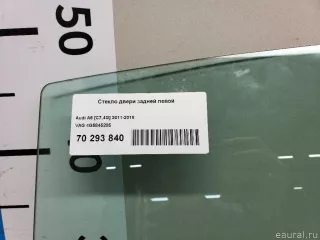 50
Стекло двери задней левой
Audi A6 [C7,4G] 2011-2018
VAG 4G5845205
70 293 840
eaural.ru